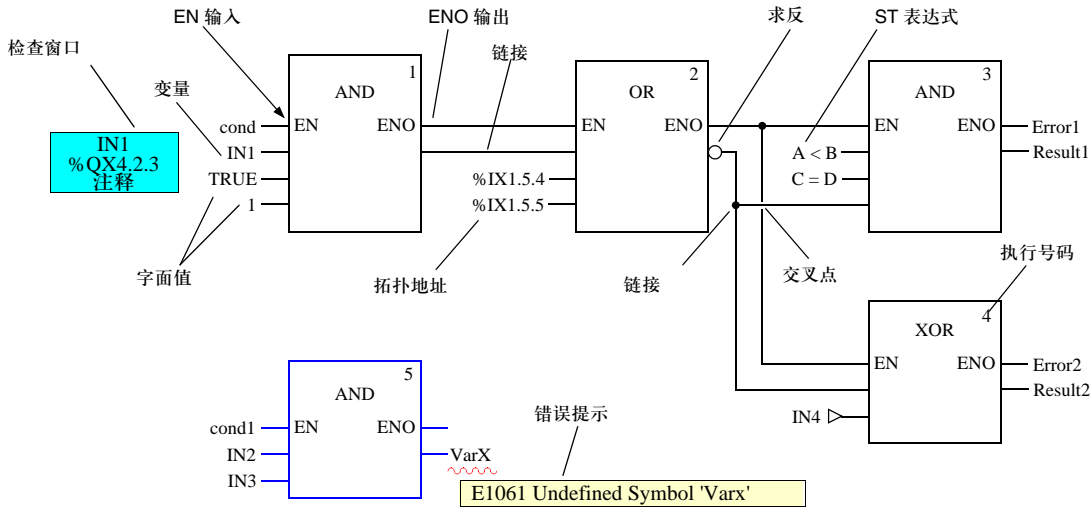 EN 输入
ENO 输出
求反
ST 表达式
检查窗口
链接
变量
1
AND
EN
ENO
2
OR
EN
ENO
3
AND
EN
ENO
cond
IN1
TRUE
1
IN1
%QX4.2.3
注释
%IX1.5.4
%IX1.5.5
A < B
C = D
Error1
Result1
字面值
拓扑地址
链接
交叉点
执行号码
4
XOR
EN
ENO
Error2
Result2
IN4
5
AND
EN
ENO
cond1
IN2
IN3
VarX
错误提示
E1061 Undefined Symbol 'Varx'